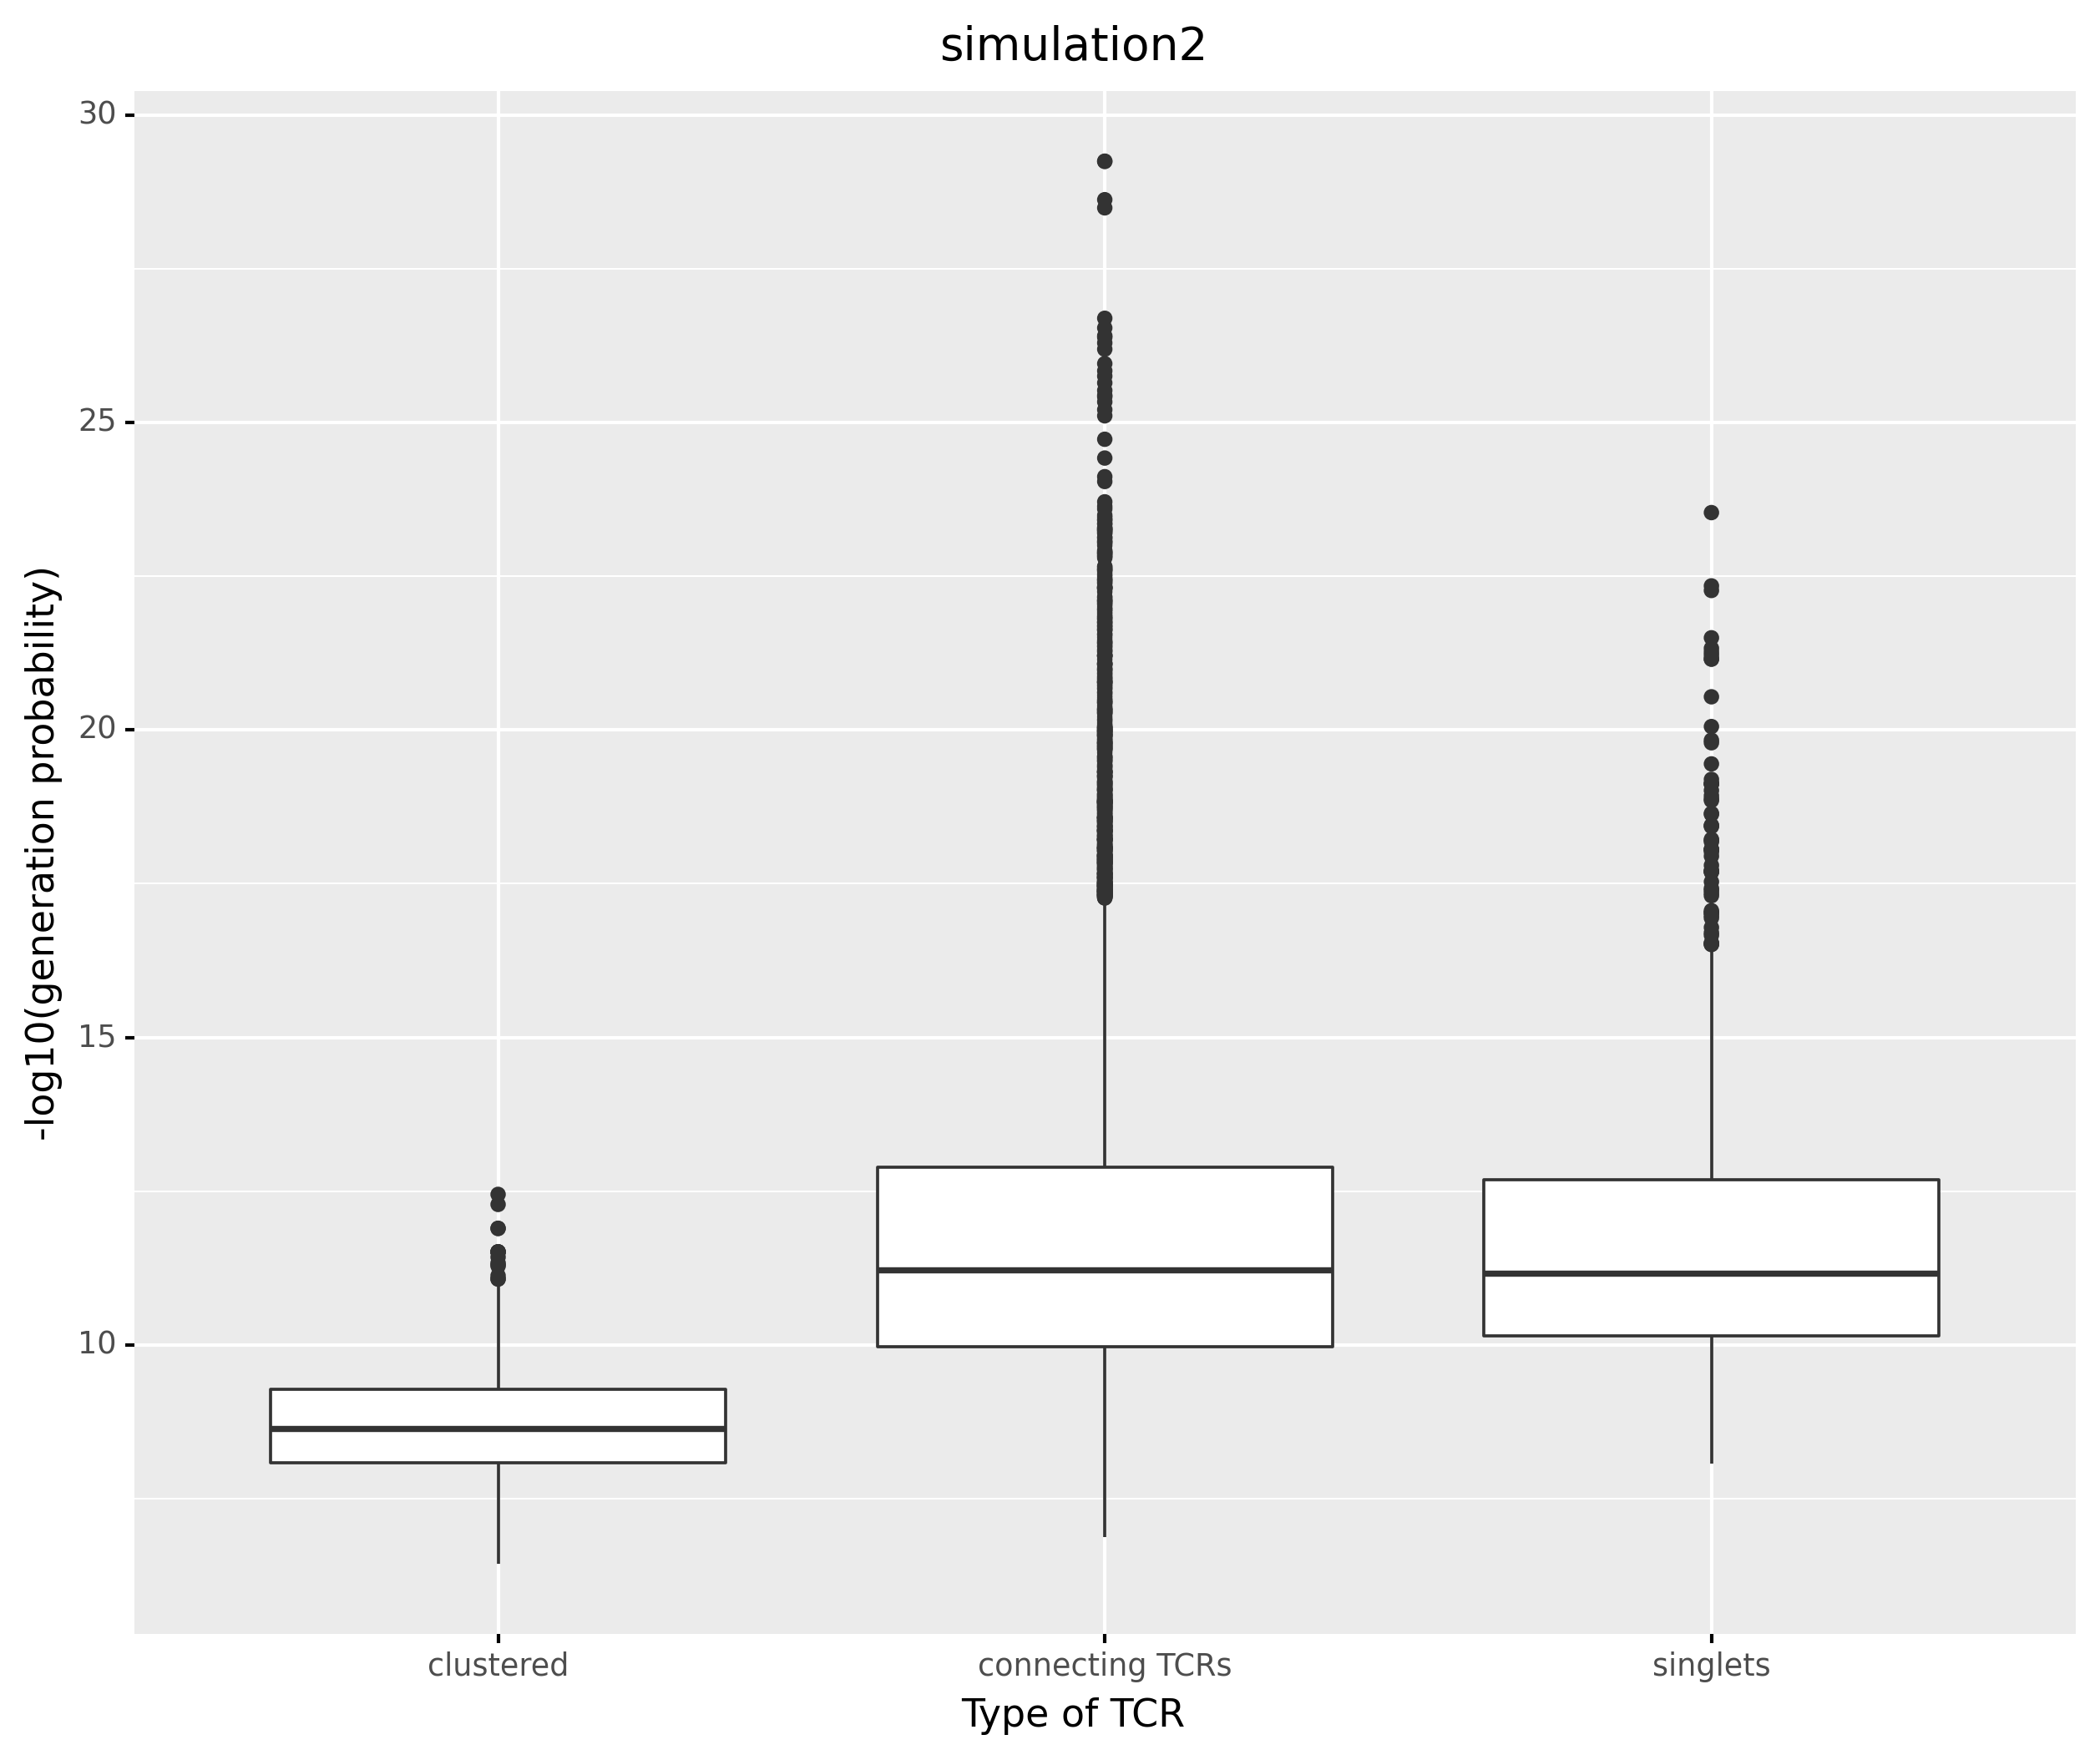 simulation2
-log10(generation probability)
30
25
20
15
10
clustered
connecting TCRs
singlets
Type of TCR